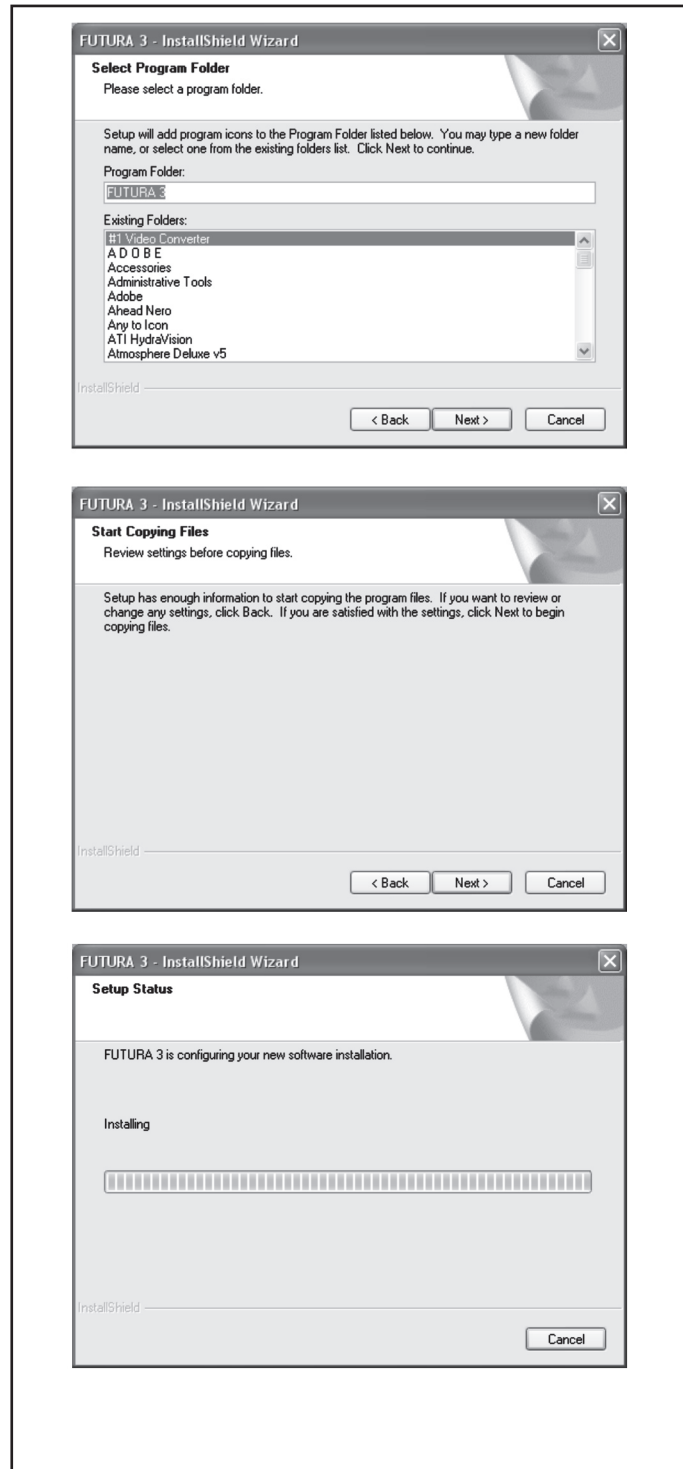 FUTURA 3 - InstallShield Wizard
Select Program Folder
Please select a program folder.
Setup will add program icons to the Program Folder listed below. You may type a new folder
name, or select one from the existing folders list. Click Next to continue.
Program Folder:
FUTURA 3
Existing Folders:
#1 Video Converter
A D O B E
Accessories
Administrative Tools
Adobe
Ahead Nero
Any to Icon
ATI HydraVision
Atmosphere Deluxe v5
InstallShield
< Back Next > Cancel
FUTURA 3 - InstallShield Wizard
Start Copying Files
Review settings before copying files.
Setup has enough information to start copying the program files. If you want to review or
change any settings, click Back. If you are satisfied with the settings, click Next to begin
copying files.
InstallShield
< Back Next > Cancel
FUTURA 3 - InstallShield Wizard
Setup Status
FUTURA 3 is configuring your new software installation.
Installing
InstallShield
Cancel